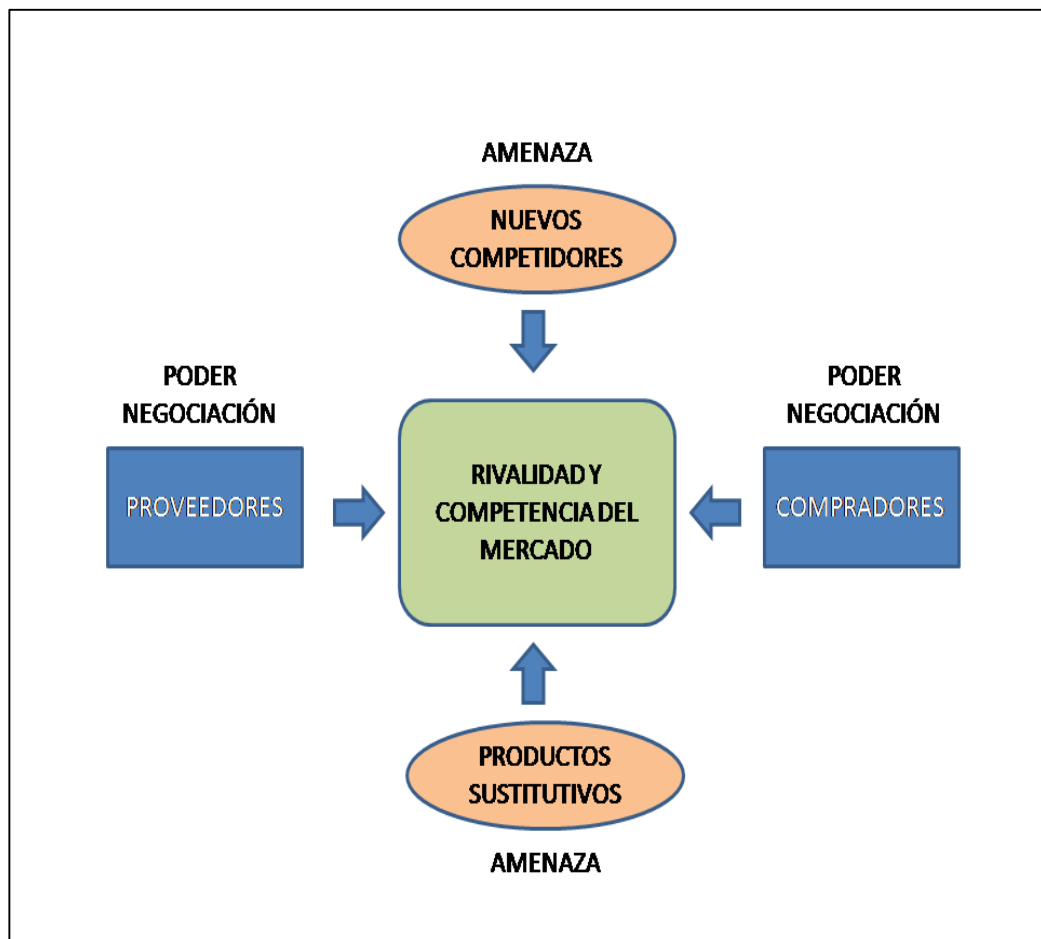 AMENAZA
NUEVOS
COMPETIDORES
PODER
NEGOCIACIÓN
PROVEEDORES
RIVALIDAD Y
COMPETENCIA DEL
MERCADO
PODER
NEGOCIACIÓN
COMPRADORES
PRODUCTOS
SUSTITUTIVOS
AMENAZA